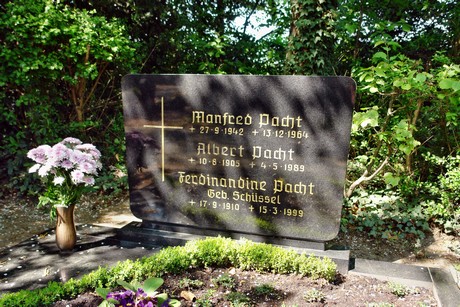 Manfred Pacht
+ 27-9-1942 + 13-12-1964
Albert Pacht
+ 10-8-1905 + 4-5-1989
Ferdinandine Pacht
Geb. Schüssel
+ 17-9-1910 + 15-3-1999